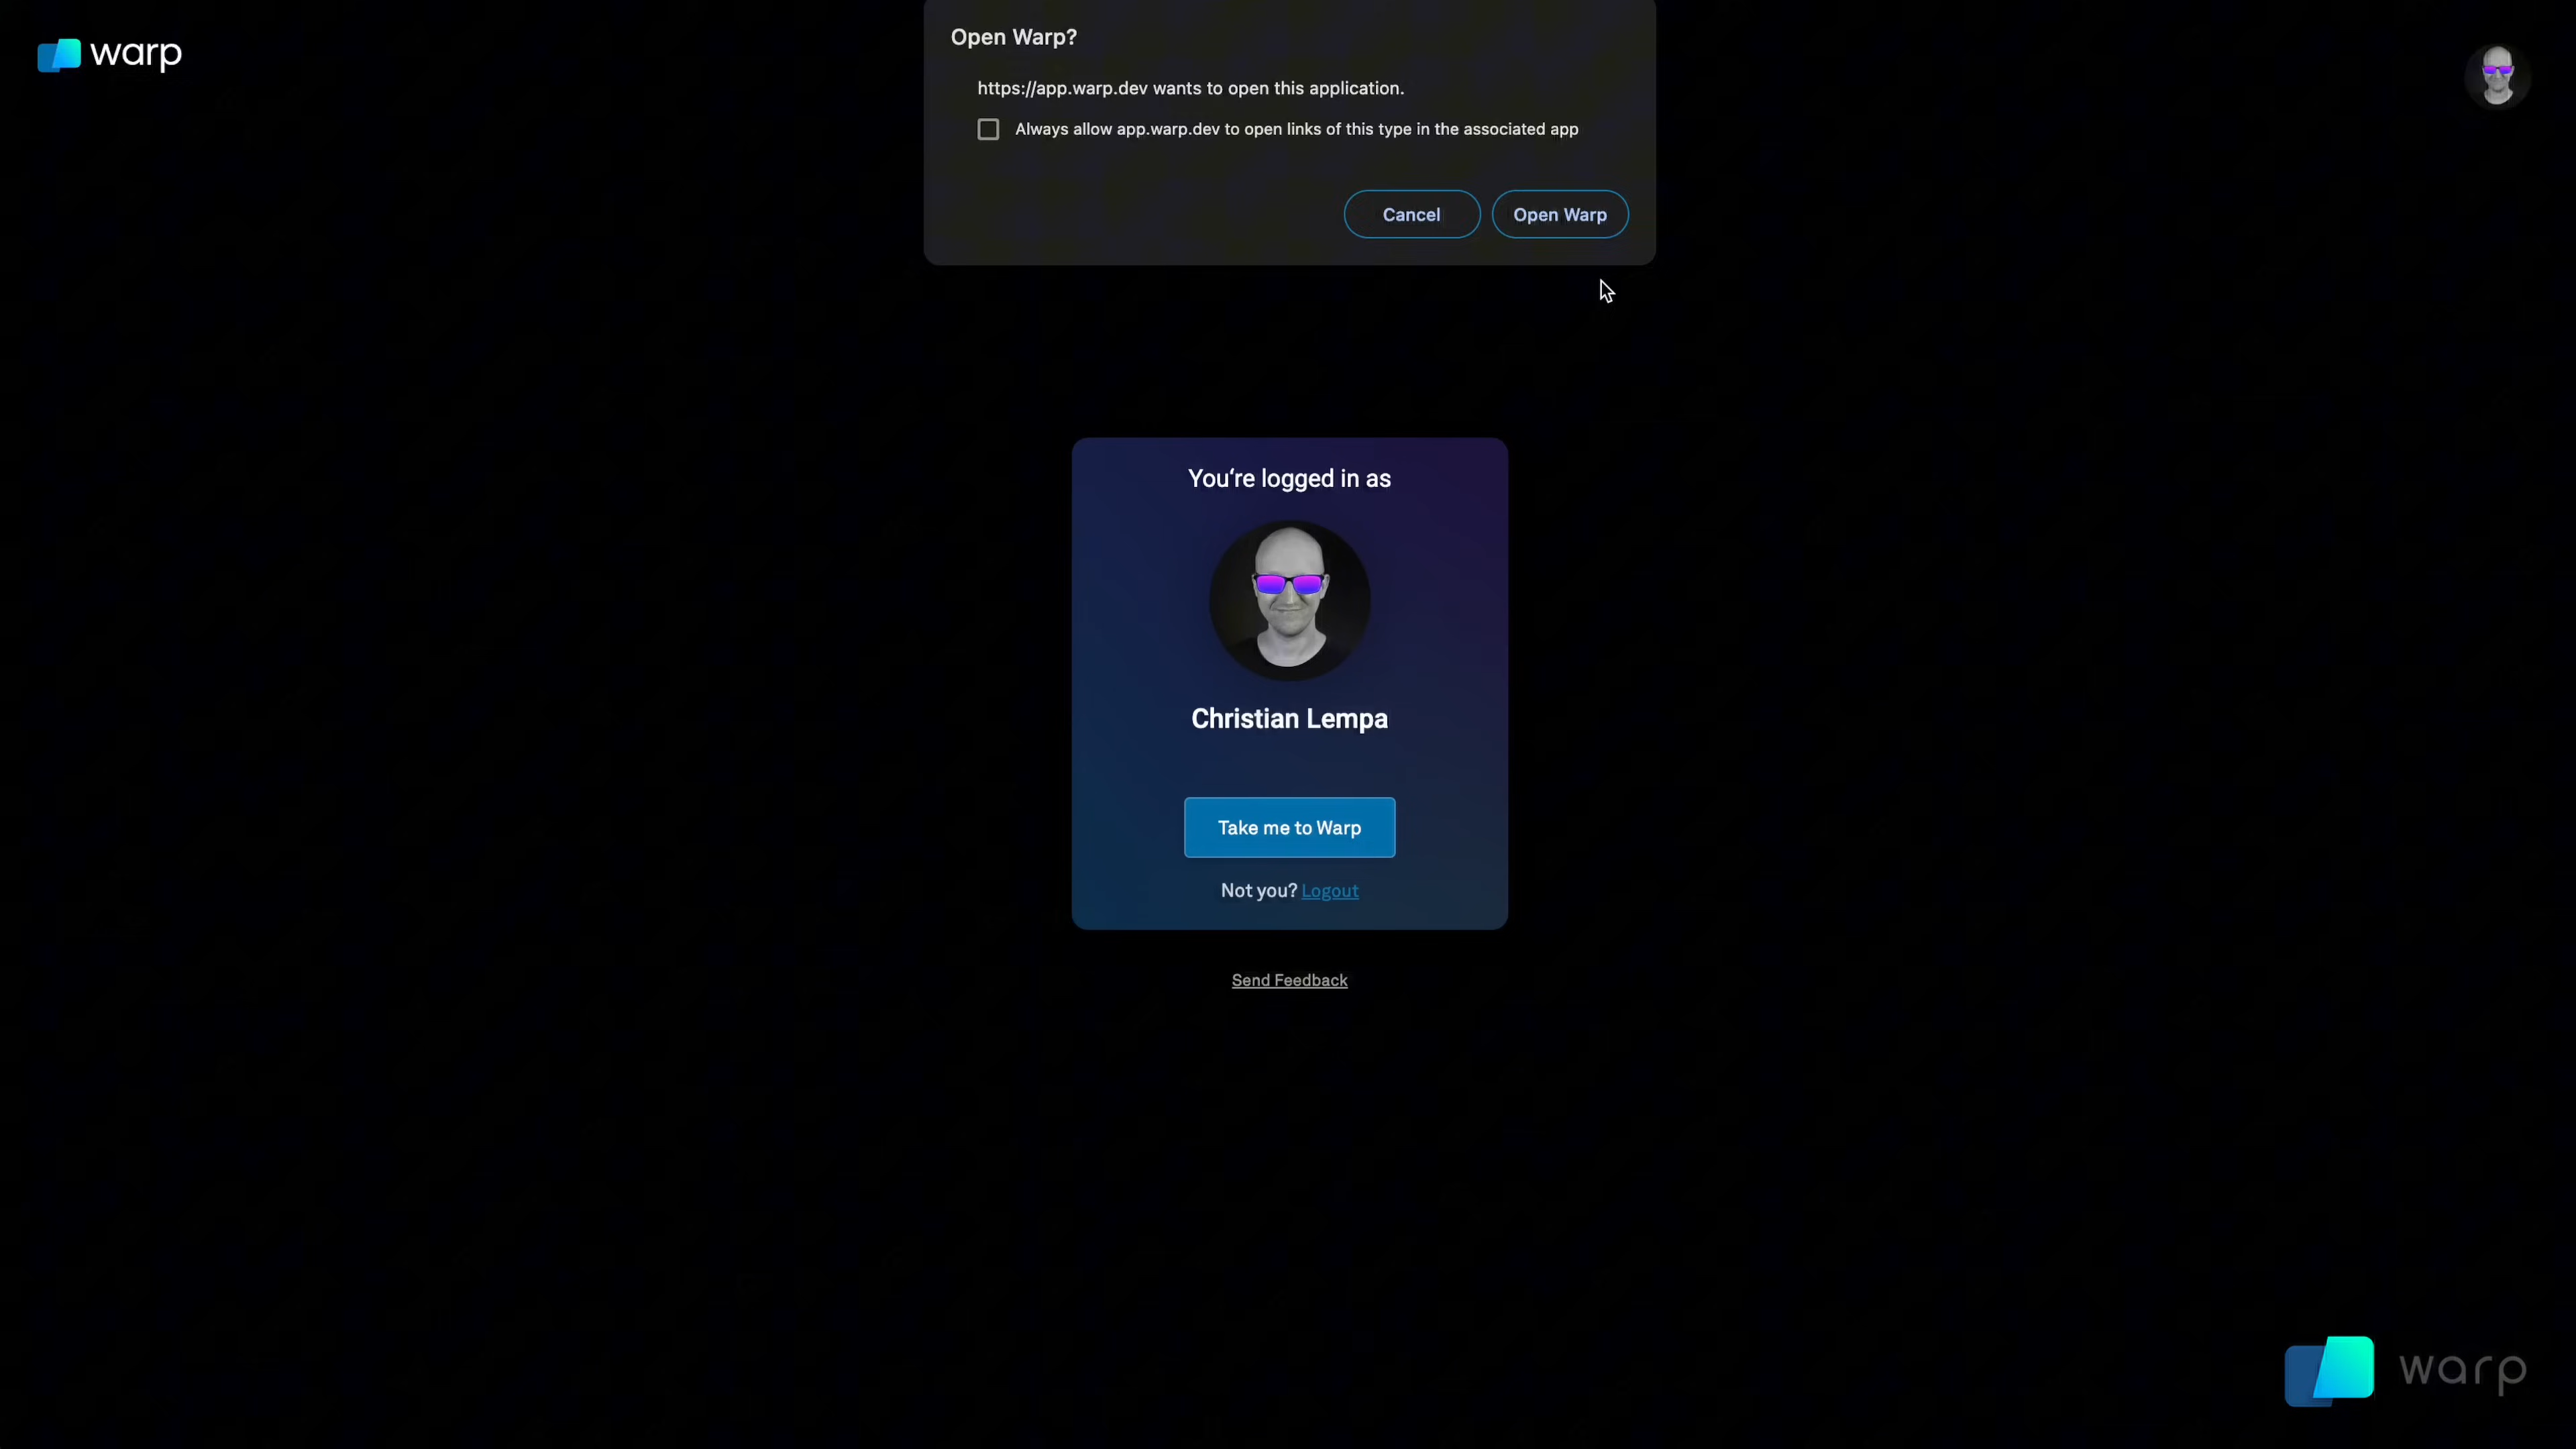 warp
Open Warp?
https://app.warp.dev wants to open this application.
Always allow app.warp.dev to open links of this type in the associated app
Cancel
Open Warp
You‘re logged in as
Christian Lempa
Take me to Warp
Not you? Logout
Send Feedback
warp